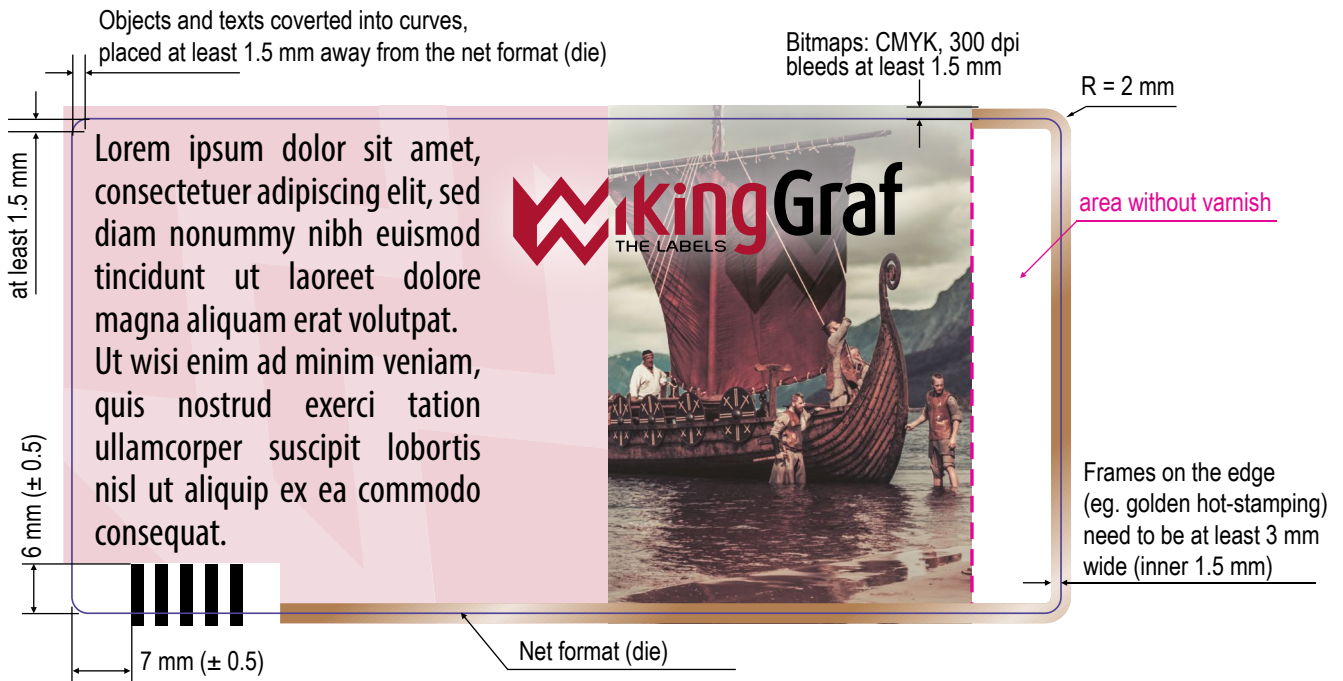 Objects and texts coverted into curves,
placed at least 1.5 mm away from the net format (die)
Bitmaps: CMYK, 300 dpi
bleeds at least 1.5 mm
R = 2 mm
at least 1.5 mm
Lorem ipsum dolor sit amet,
consectetuer adipiscing elit, sed
diam nonummy nibh euismod
tincidunt ut laoreet dolore
magna aliquam erat volutpat.
Ut wisi enim ad minim veniam,
quis nostrud exerci tation
ullamcorper suscipit lobortis
nisl ut aliquip ex ea commodo
consequat.
WikingGraf
THE LABELS
area without varnish
Frames on the edge
(eg. golden hot-stamping)
need to be at least 3 mm
wide (inner 1.5 mm)
6 mm (± 0.5)
7 mm (± 0.5)
Net format (die)